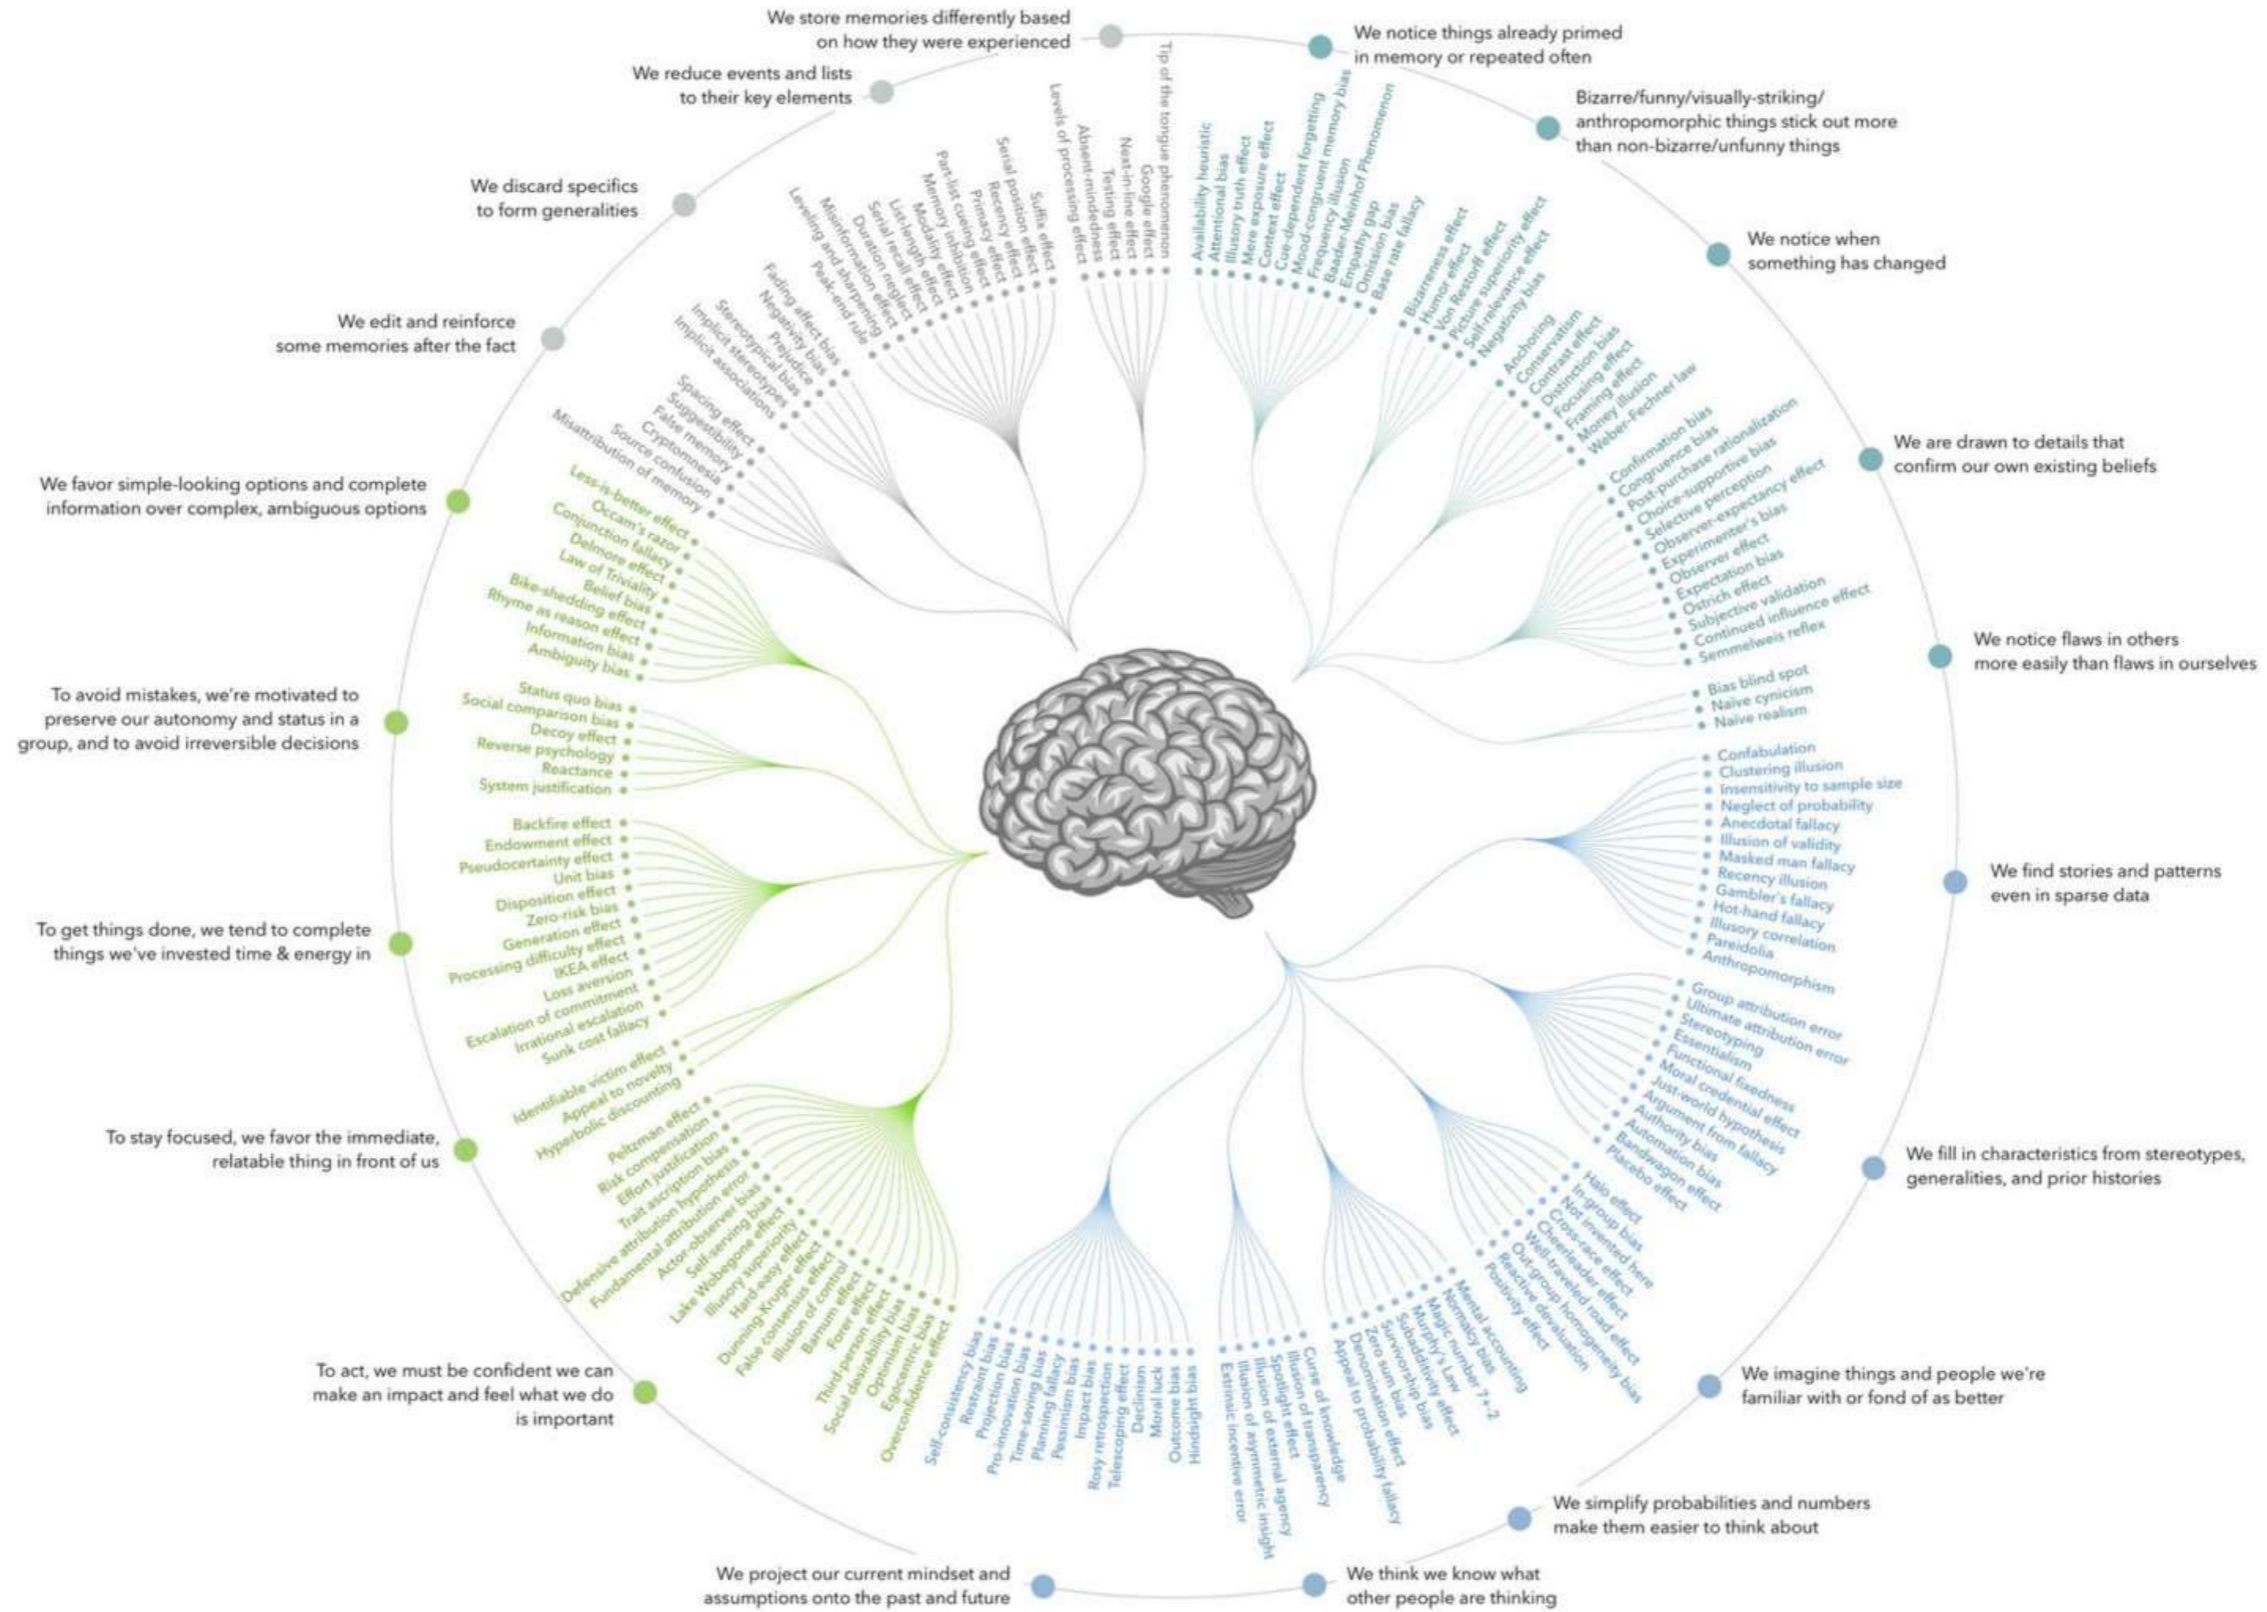 We store memories differently based
on how they were experienced
We notice things already primed
in memory or repeated often
We reduce events and lists
to their key elements
Bizarre/funny/visually-striking/
anthropomorphic things stick out more
than non-bizarre/unfunny things
We discard specifics
to form generalities
We notice when
something has changed
We edit and reinforce
some memories after the fact
We are drawn to details that
confirm our own existing beliefs
We favor simple-looking options and complete
information over complex, ambiguous options
We notice flaws in others
more easily than flaws in ourselves
To avoid mistakes, we're motivated to
preserve our autonomy and status in a
group, and to avoid irreversible decisions
We find stories and patterns
even in sparse data
To get things done, we tend to complete
things we've invested time & energy in
We fill in characteristics from stereotypes,
generalities, and prior histories
To stay focused, we favor the immediate,
relatable thing in front of us
We imagine things and people we're
familiar with or fond of as better
To act, we must be confident we can
make an impact and feel what we do
is important
We simplify probabilities and numbers
make them easier to think about
We project our current mindset and
assumptions onto the past and future
We think we know what
other people are thinking
Availability heuristic
Attentional bias
Illusory truth effect
Mere exposure effect
Context effect
Cue-dependent forgetting
Mood-congruent memory bias
Frequency illusion
Baader-Meinhof Phenomenon
Empathy gap
Omission bias
Base rate fallacy
Bizarreness effect
Humor effect
Von Restorff effect
Picture superiority effect
Self-relevance effect
Negativity bias
Anchoring
Conservatism
Contrast effect
Distinction bias
Focusing effect
Framing effect
Money illusion
Weber-Fechner law
Confirmation bias
Congruence bias
Post-purchase rationalization
Choice-supportive bias
Selective perception
Observer-expectancy effect
Experimenter's bias
Observer effect
Expectation bias
Ostrich effect
Subjective validation
Continued influence effect
Semmelweis reflex
Bias blind spot
Naïve cynicism
Naïve realism
Confabulation
Clustering illusion
Insensitivity to sample size
Neglect of probability
Anecdotal fallacy
Illusion of validity
Masked man fallacy
Recency illusion
Gambler's fallacy
Hot-hand fallacy
Illusory correlation
Pareidolia
Anthropomorphism
Group attribution error
Ultimate attribution error
Stereotyping
Essentialism
Functional fixedness
Moral credential effect
Just-world hypothesis
Argument from fallacy
Authority bias
Automation bias
Bandwagon effect
Placebo effect
Halo effect
In-group bias
Not invented here
Cross-race effect
Cheerleader effect
Well-traveled road effect
Out-group homogeneity bias
Reactive devaluation
Positivity effect
Mental accounting
Normalcy bias
Magic number 7+-2
Murphy's Law
Subadditivity effect
Survivorship bias
Zero sum bias
Denomination effect
Appeal to probability fallacy
Curse of knowledge
Illusion of transparency
Spotlight effect
Illusion of external agency
Illusion of asymmetric insight
Extrinsic incentive error
Hindsight bias
Outcome bias
Moral luck
Declinism
Telescoping effect
Rosy retrospection
Impact bias
Pessimism bias
Planning fallacy
Time-saving bias
Pro-innovation bias
Projection bias
Restraint bias
Self-consistency bias
Overconfidence effect
Egocentric bias
Optimism bias
Social desirability bias
Third-person effect
Forer effect
Barnum effect
Illusion of control
False consensus effect
Dunning-Kruger effect
Hard-easy effect
Illusory superiority
Lake Wobegone effect
Self-serving bias
Actor-observer bias
Fundamental attribution error
Defensive attribution hypothesis
Trait ascription bias
Effort justification
Risk compensation
Peltzman effect
Hyperbolic discounting
Appeal to novelty
Identifiable victim effect
Sunk cost fallacy
Irrational escalation
Escalation of commitment
Loss aversion
IKEA effect
Processing difficulty effect
Generation effect
Zero-risk bias
Disposition effect
Unit bias
Pseudocertainty effect
Endowment effect
Backfire effect
System justification
Reactance
Reverse psychology
Decoy effect
Social comparison bias
Status quo bias
Ambiguity bias
Information bias
Rhyme as reason effect
Bike-shedding effect
Belief bias
Law of Triviality
Delmore effect
Conjunction fallacy
Occam's razor
Less-is-better effect
Misattribution of memory
Source confusion
Cryptomnesia
False memory
Suggestibility
Spacing effect
Implicit associations
Implicit stereotypes
Stereotypical bias
Prejudice
Negativity bias
Fading effect bias
Peak-end rule
Leveling and sharpening
Misinformation effect
Duration neglect
Serial recall effect
List-length effect
Modality effect
Memory inhibition
Part-list cueing effect
Primacy effect
Recency effect
Serial position effect
Suffix effect
Levels of processing effect
Absent-mindedness
Testing effect
Next-in-line effect
Google effect
Tip of the tongue phenomenon